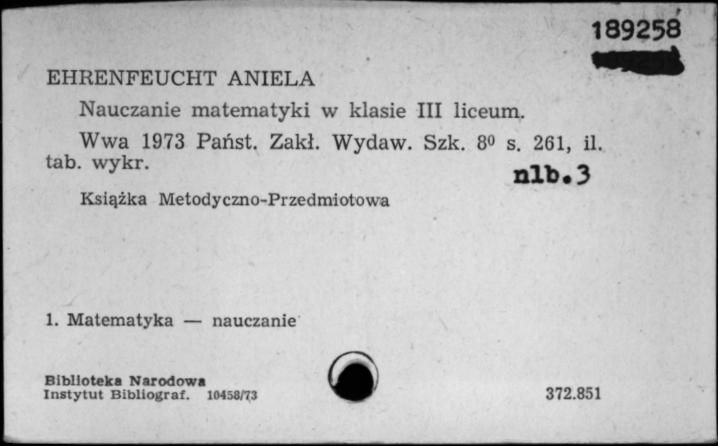 189258
EHRENFEUCHT ANIELA
Nauczanie matematyki w klasie III liceum.
Wwa 1973 Państ. Zakł. Wydaw. Szk. 8⁰ s. 261, il.
tab. wykr.
nlb.3
Książka Metodyczno-Przedmiotowa
1. Matematyka — nauczanie
Biblioteka Narodowa
Instytut Bibliograf. 10458/73
372.851